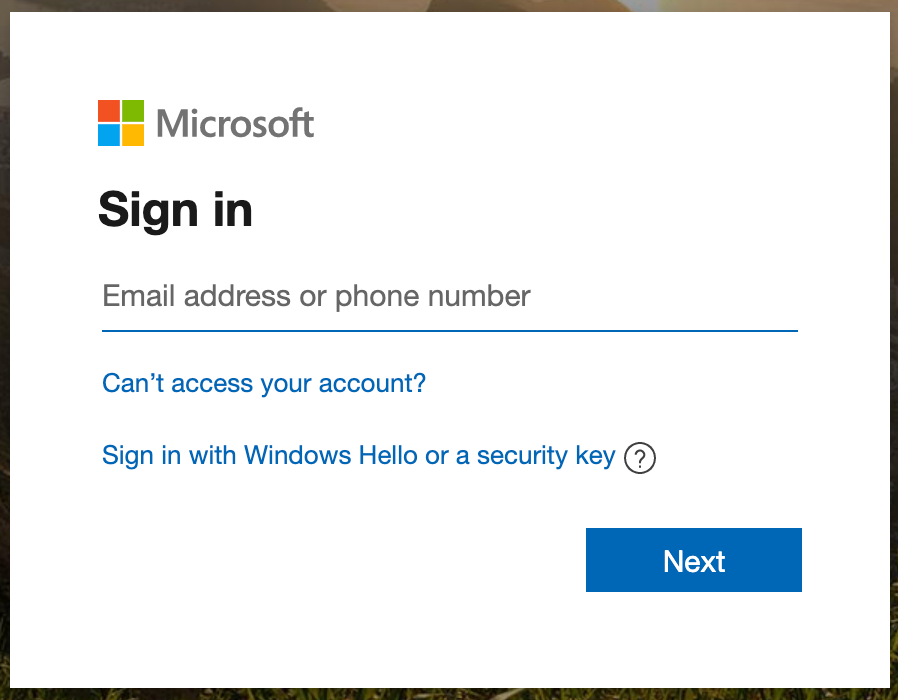 Microsoft
Sign in
Email address or phone number
Can’t access your account?
Sign in with Windows Hello or a security key ?
Next